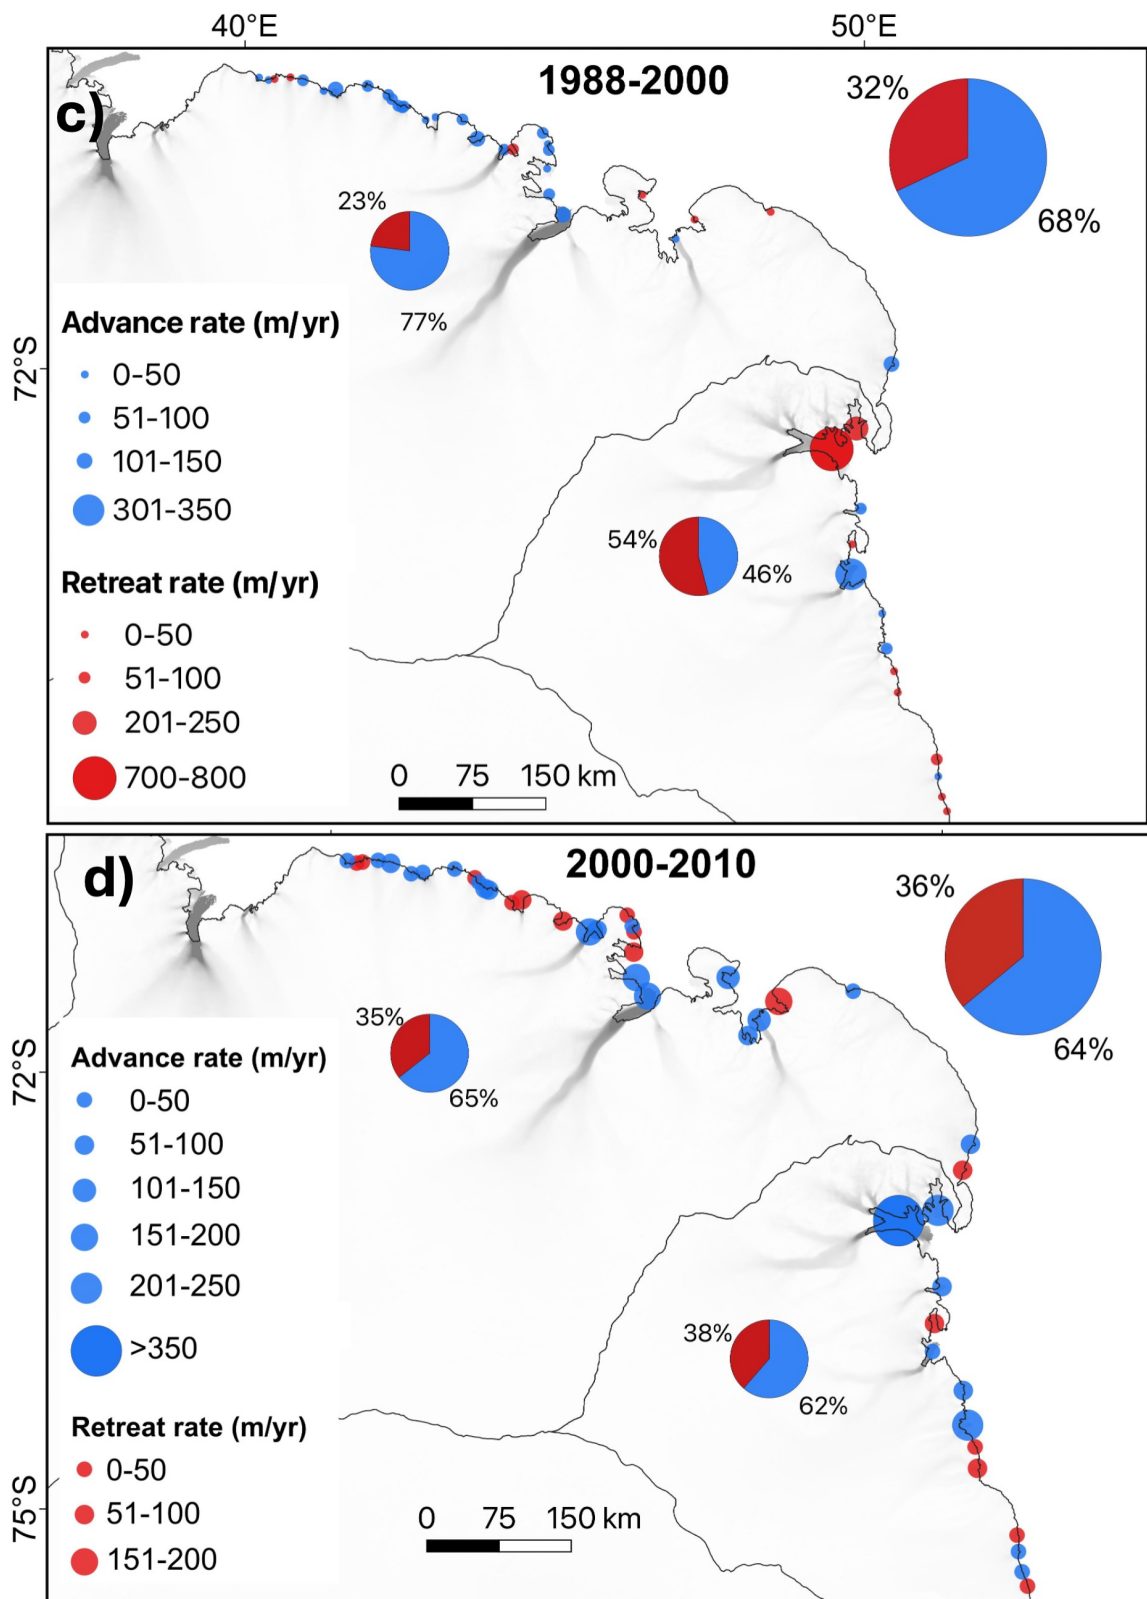 40°E 50°E
c) 1988-2000
32%
68%
23%
77%
72°S
Advance rate (m/yr)
0-50
51-100
101-150
301-350
54%
46%
Retreat rate (m/yr)
0-50
51-100
201-250
700-800
0 75 150 km
d) 2000-2010
36%
64%
35%
65%
72°S
Advance rate (m/yr)
0-50
51-100
101-150
151-200
201-250
>350
38%
62%
Retreat rate (m/yr)
0-50
51-100
151-200
75°S
0 75 150 km